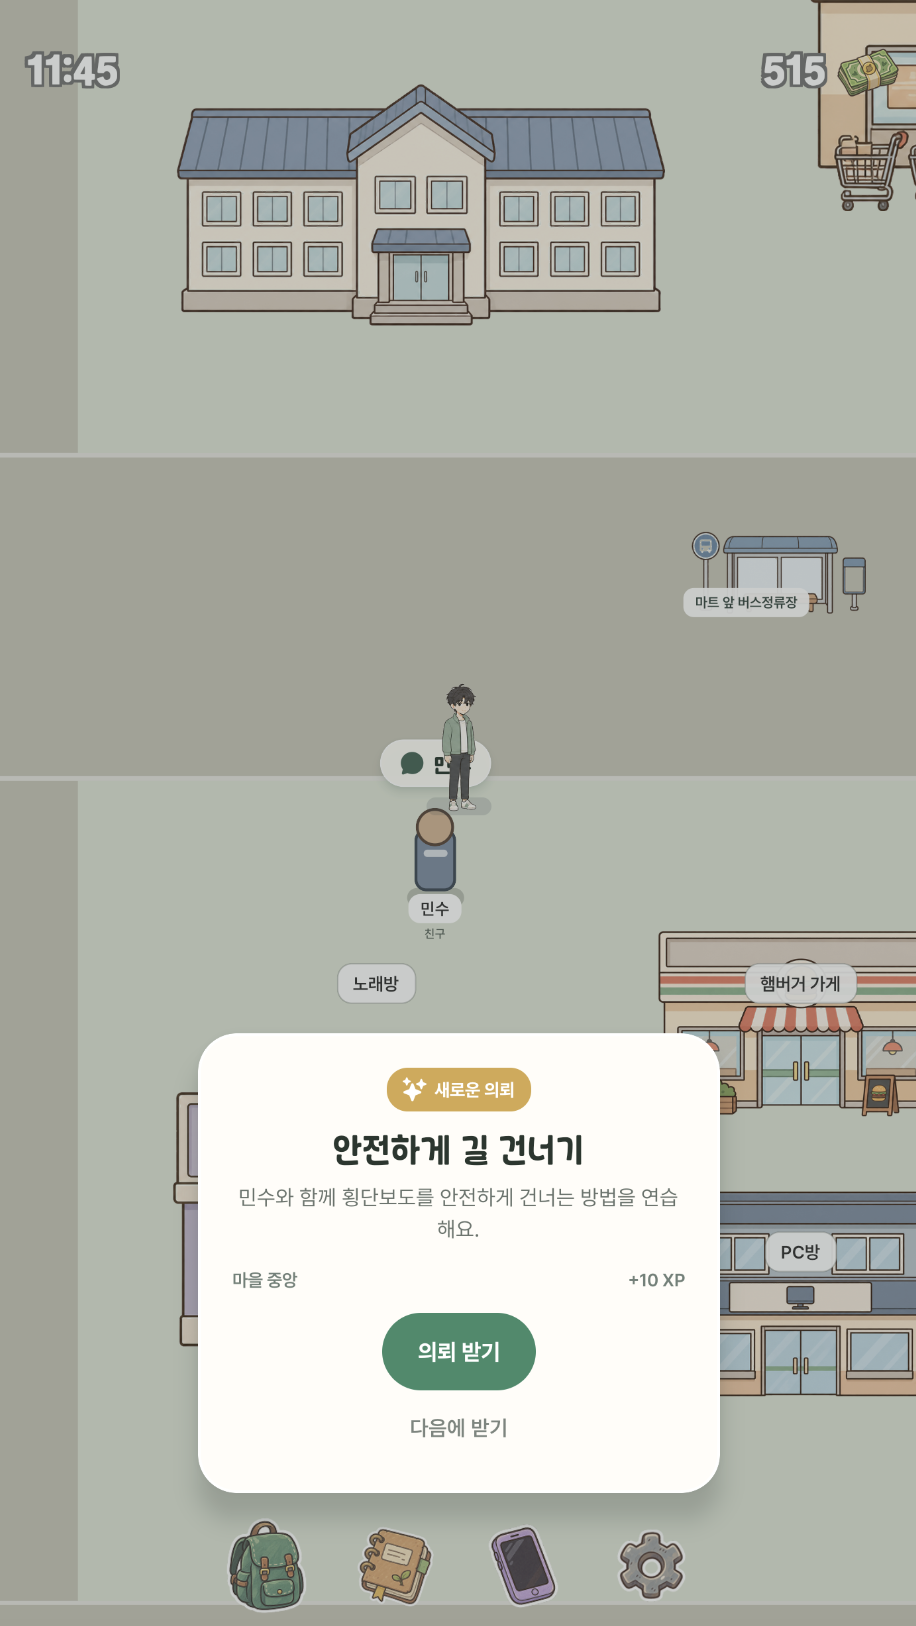 11:45
515
마트 앞 버스정류장
민수
친구
노래방
햄버거 가게
새로운 의뢰
안전하게 길 건너기
민수와 함께 횡단보도를 안전하게 건너는 방법을 연습
해요.
마을 중앙
+10 XP
의뢰 받기
다음에 받기
PC방